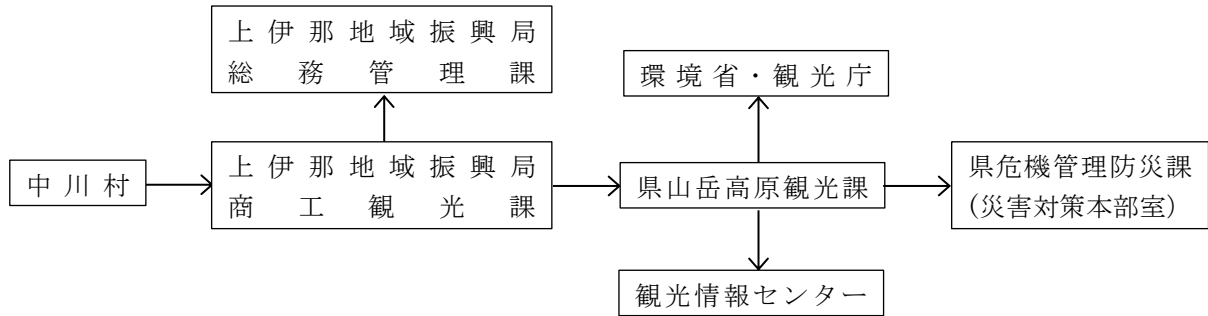 上伊那地域振興局
総務管理課
環境省・観光庁
中川村
上伊那地域振興局
商工観光課
県山岳高原観光課
県危機管理防災課
(災害対策本部室)
観光情報センター